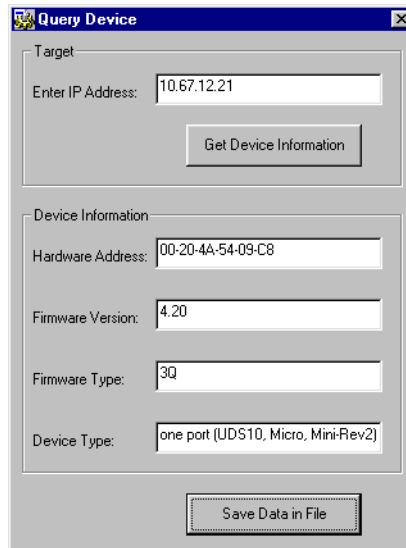 Query Device
Target
Enter IP Address: 10.67.12.21
Get Device Information
Device Information
Hardware Address: 00-20-4A-54-09-C8
Firmware Version: 4.20
Firmware Type: 3Q
Device Type: one port (UDS10, Micro, Mini-Rev2)
Save Data in File